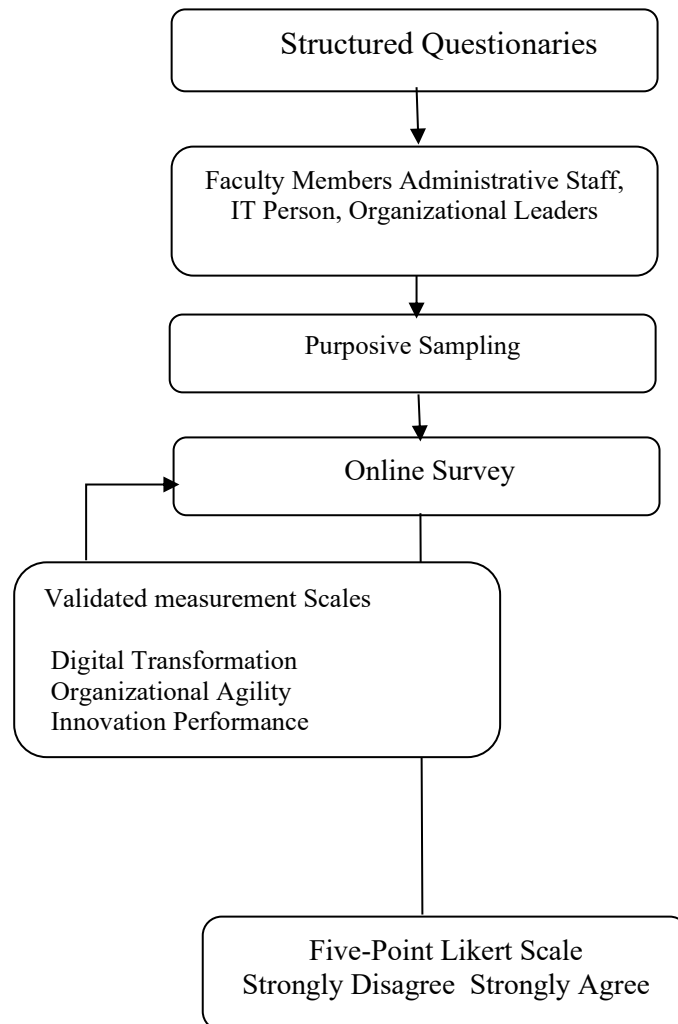 Structured Questionaries
Faculty Members Administrative Staff,
IT Person, Organizational Leaders
Purposive Sampling
Online Survey
Validated measurement Scales
Digital Transformation
Organizational Agility
Innovation Performance
Five-Point Likert Scale
Strongly Disagree Strongly Agree